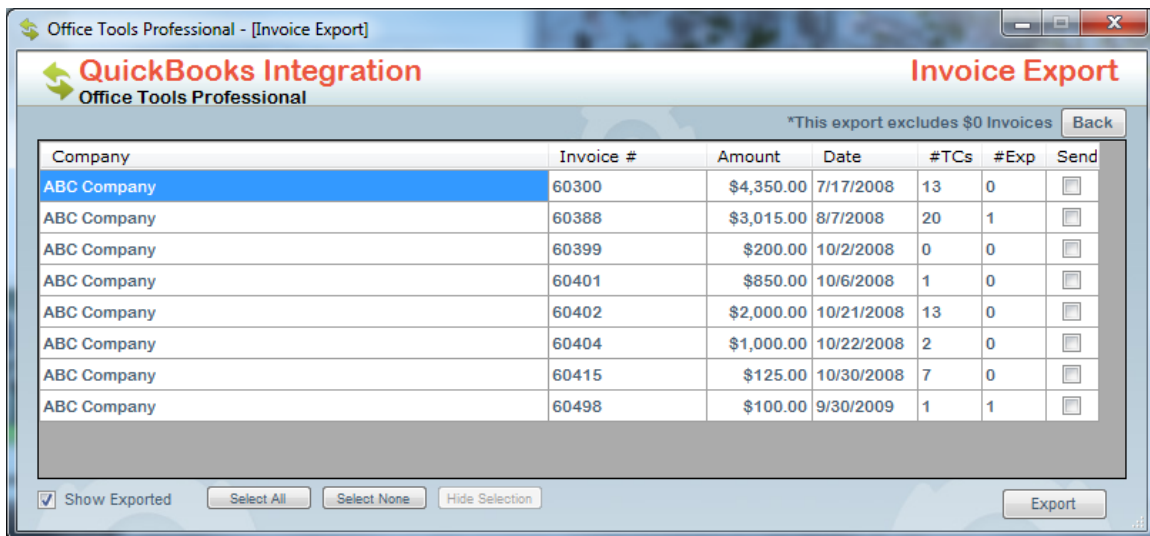 Office Tools Professional - [Invoice Export]
QuickBooks Integration Invoice Export
Office Tools Professional
*This export excludes $0 Invoices Back
Company Invoice # Amount Date #TCs #Exp Send
ABC Company 60300 $4,350.00 7/17/2008 13 0
ABC Company 60388 $3,015.00 8/7/2008 20 1
ABC Company 60399 $200.00 10/2/2008 0 0
ABC Company 60401 $850.00 10/6/2008 1 0
ABC Company 60402 $2,000.00 10/21/2008 13 0
ABC Company 60404 $1,000.00 10/22/2008 2 0
ABC Company 60415 $125.00 10/30/2008 7 0
ABC Company 60498 $100.00 9/30/2009 1 1
Show Exported Select All Select None Hide Selection Export